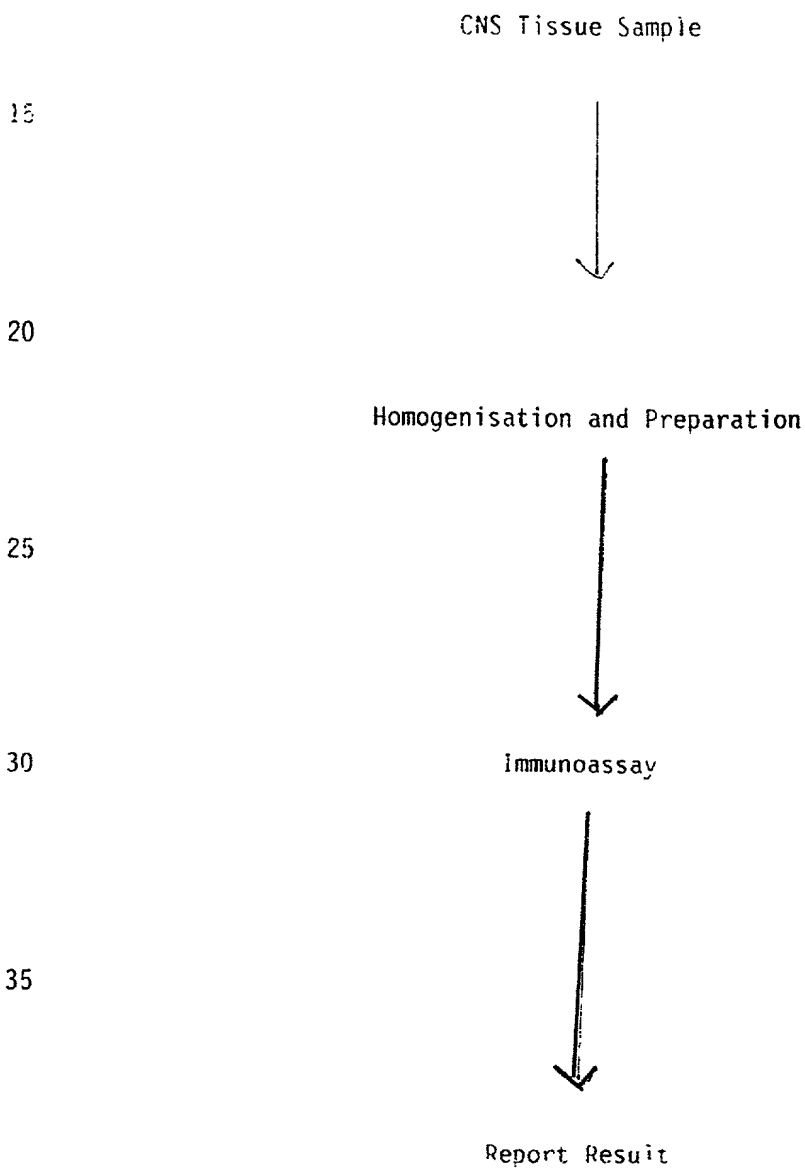 CNS Tissue Sample
15
20
Homogenisation and Preparation
25
30
Immunoassay
35
Report Result